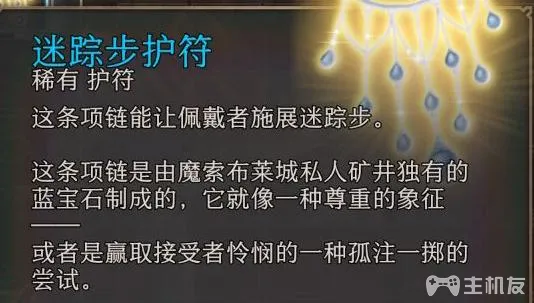 迷踪步护符
稀有 护符
这条项链能让佩戴者施展迷踪步。
这条项链是由魔索布莱城私人矿井独有的
蓝宝石制成的，它就像一种尊重的象征
——
或者是赢取接受者怜悯的一种孤注一掷的
尝试。
主机友